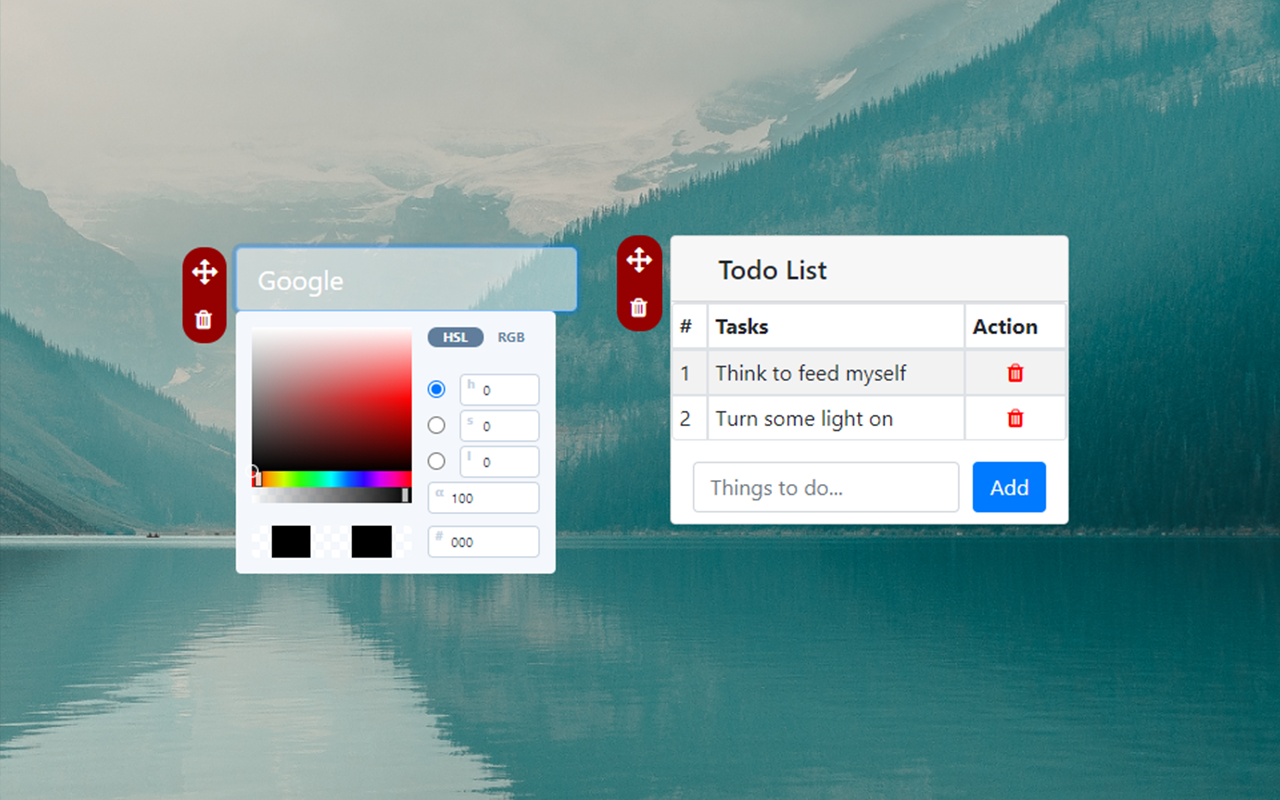 Google
HSL RGB
h 0
s 0
l 0
α 100
# 000
Todo List
# Tasks Action
1 Think to feed myself
2 Turn some light on
Things to do... Add